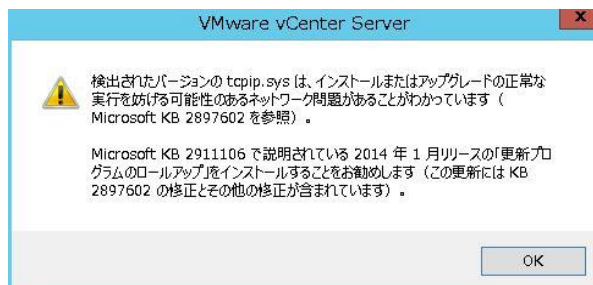 VMware vCenter Server
x
検出されたバージョンの tcpip.sys は、インストールまたはアップグレードの正常な
実行を妨げる可能性のあるネットワーク問題があることがわかっています（
Microsoft KB 2897602 を参照）。
Microsoft KB 2911106 で説明されている 2014 年 1 月リリースの「更新プロ
グラムのロールアップ」をインストールすることをお勧めします（この更新には KB
2897602 の修正とその他の修正が含まれています）。
OK